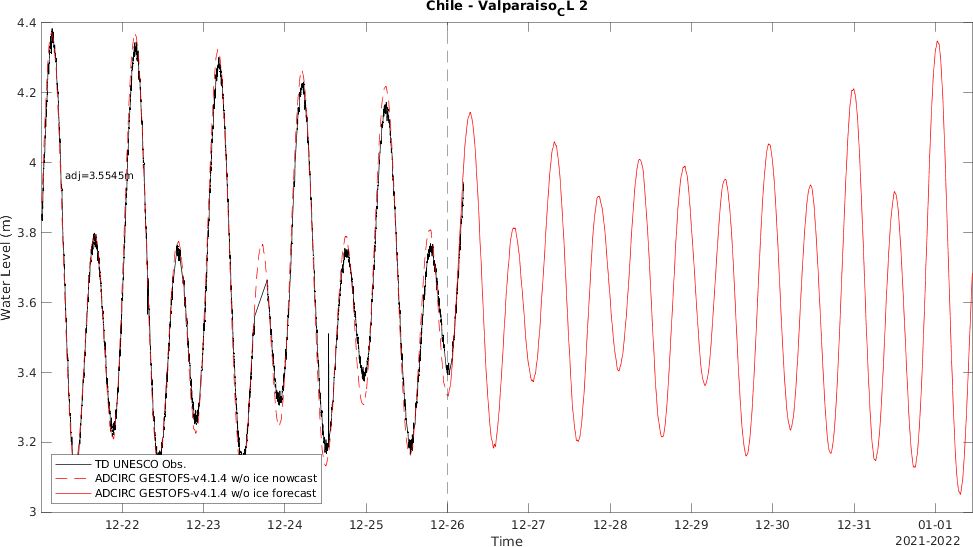 Chile - Valparaiso_CL 2
4.4
4.2
4
3.8
3.6
3.4
3.2
3
Water Level (m)
adj=3.5545m
TD UNESCO Obs.
ADCIRC GESTOFS-v4.1.4 w/o ice nowcast
ADCIRC GESTOFS-v4.1.4 w/o ice forecast
12-22 12-23 12-24 12-25 12-26 12-27 12-28 12-29 12-30 12-31 01-01
Time
2021-2022